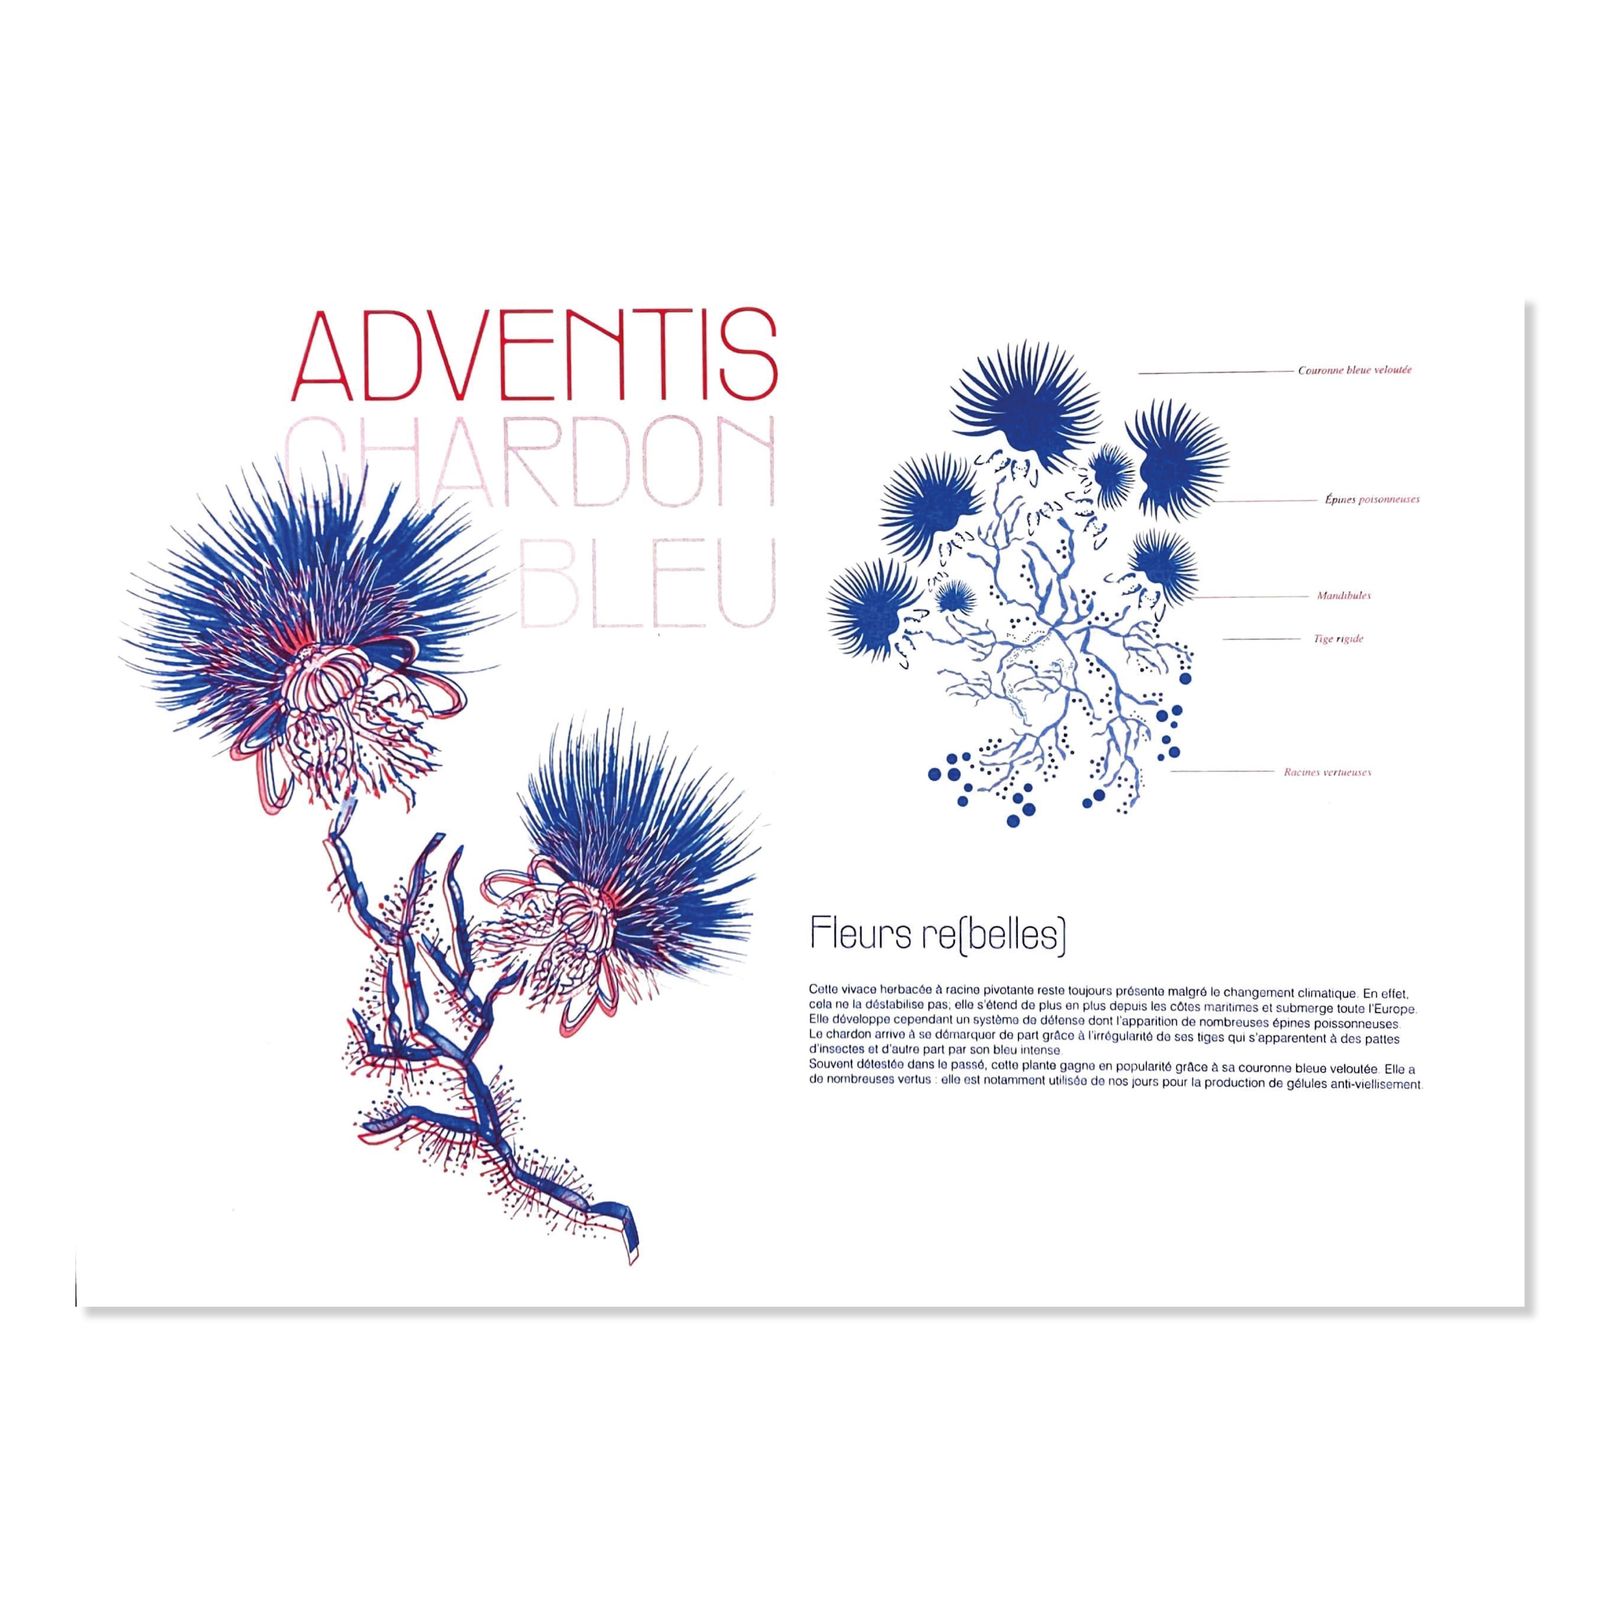 ADVENTIS
CHARDON
BLEU
Couronne bleue veloutée
Épines poisonneuses
Mandibules
Tige rigide
Racines vertueuses
Fleurs re(belles)
Cette vivace herbacée à racine pivotante reste toujours présente malgré le changement climatique. En effet,
cela ne la déstabilise pas, elle s'étend de plus en plus depuis les côtes maritimes et submerge toute l'Europe.
Elle développe cependant un système de défense dont l'apparition de nombreuses épines poissonneuses.
Le chardon arrive à se démarquer de part grâce à l'irrégularité de ses tiges qui s'apparentent à des pattes
d'insectes et d'autre part par son bleu intense.
Souvent détestée dans le passé, cette plante gagne en popularité grâce à sa couronne bleue veloutée. Elle a
de nombreuses vertus : elle est notamment utilisée de nos jours pour la production de gélules anti-viellisement.